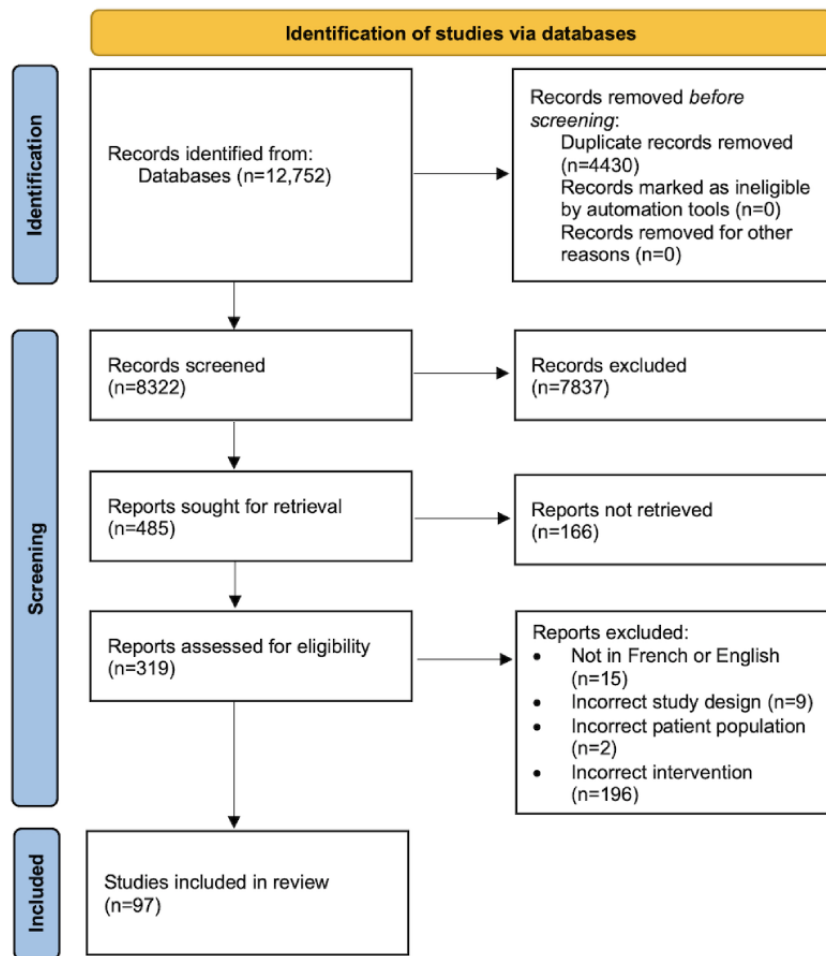 Identification of studies via databases
Identification
Records identified from:
Databases (n=12,752)
Records removed before
screening:
Duplicate records removed
(n=4430)
Records marked as ineligible
by automation tools (n=0)
Records removed for other
reasons (n=0)
Screening
Records screened
(n=8322)
Records excluded
(n=7837)
Reports sought for retrieval
(n=485)
Reports not retrieved
(n=166)
Reports assessed for eligibility
(n=319)
Reports excluded:
• Not in French or English
(n=15)
• Incorrect study design (n=9)
• Incorrect patient population
(n=2)
• Incorrect intervention
(n=196)
Included
Studies included in review
(n=97)